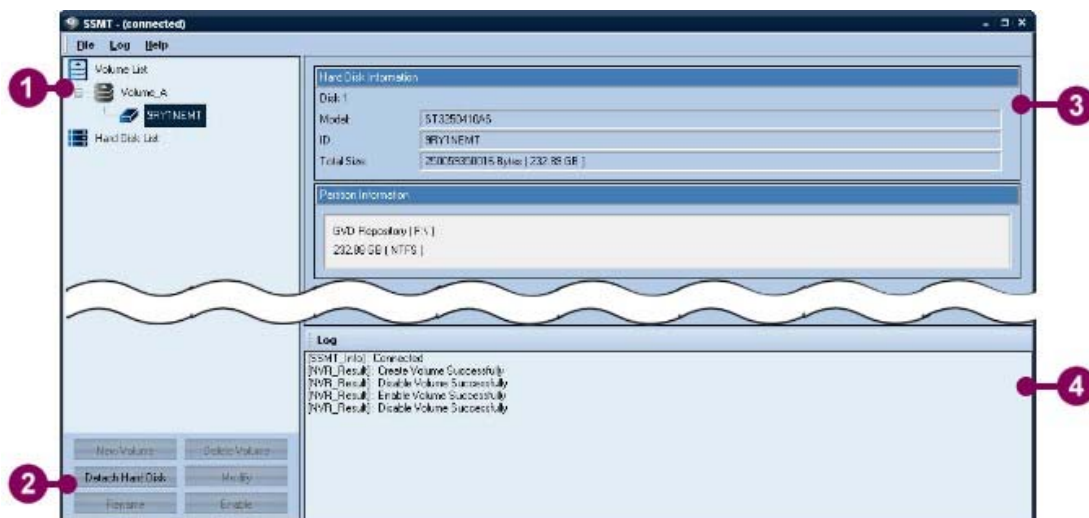 SSMT - (connected)
File Log Help
Volume List
Volume_A
9RY1NEMT
Hard Disk List
Hard Disk Information
Disk 1
Model: ST3250410AS
ID: 9RY1NEMT
Total Size: 250059350016 Bytes [ 232.88 GB ]
Partition Information
GVD Repository [ F:\ ]
232.88 GB [ NTFS ]
Log
[SSMT_Info]: Connected
[NVR_Result]: Create Volume Successfully
[NVR_Result]: Disable Volume Successfully
[NVR_Result]: Enable Volume Successfully
[NVR_Result]: Disable Volume Successfully
New Volume Delete Volume
Detach Hard Disk Modify
Rename Enable
1
2
3
4